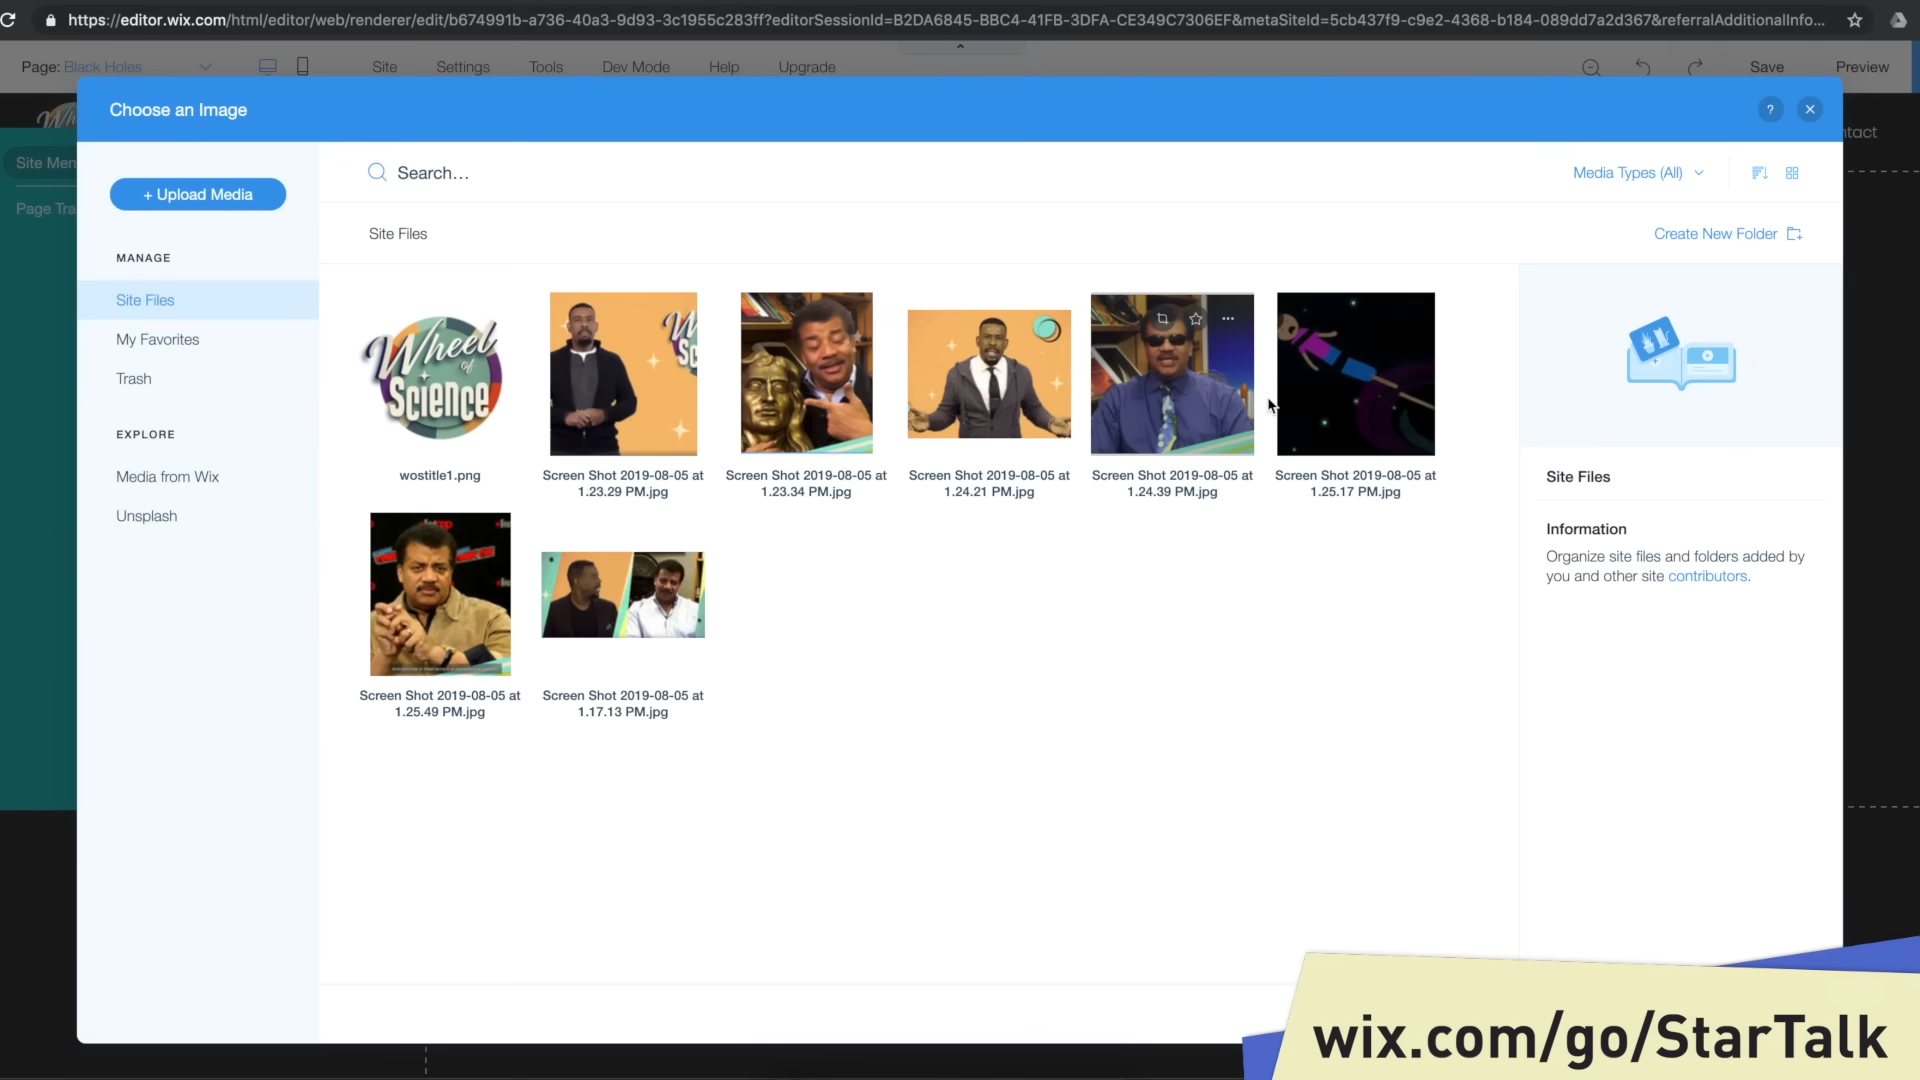 https://editor.wix.com/html/editor/web/renderer/edit/b674991b-a736-40a3-9d93-3c1955c283ff?editorSessionId=B2DA6845-BBC4-41FB-3DFA-CE349C7306EF&metaSiteId=5cb437f9-c9e2-4368-b184-089dd7a2d367&referralAdditionalInfo...
Page: Black Holes
Site
Settings
Tools
Dev Mode
Help
Upgrade
Save
Preview
Choose an Image
?
ntact
Site Men
Page Tra
+ Upload Media
Search...
Media Types (All)
Site Files
Create New Folder
MANAGE
Site Files
My Favorites
Trash
EXPLORE
Media from Wix
Unsplash
Wheel
of
Science
wostitle1.png
Screen Shot 2019-08-05 at
1.23.29 PM.jpg
Screen Shot 2019-08-05 at
1.23.34 PM.jpg
Screen Shot 2019-08-05 at
1.24.21 PM.jpg
Screen Shot 2019-08-05 at
1.24.39 PM.jpg
Screen Shot 2019-08-05 at
1.25.17 PM.jpg
Screen Shot 2019-08-05 at
1.25.49 PM.jpg
Screen Shot 2019-08-05 at
1.17.13 PM.jpg
Site Files
Information
Organize site files and folders added by
you and other site contributors.
wix.com/go/StarTalk